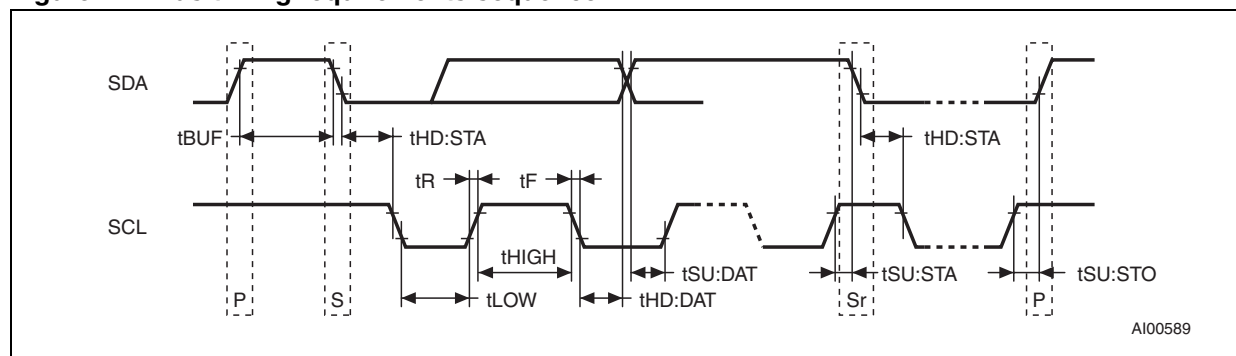 SDA
tBUF
tHD:STA
tHD:STA
tR
tF
SCL
tHIGH
tSU:DAT
tSU:STA
tSU:STO
tLOW
tHD:DAT
P
S
Sr
P
AI00589